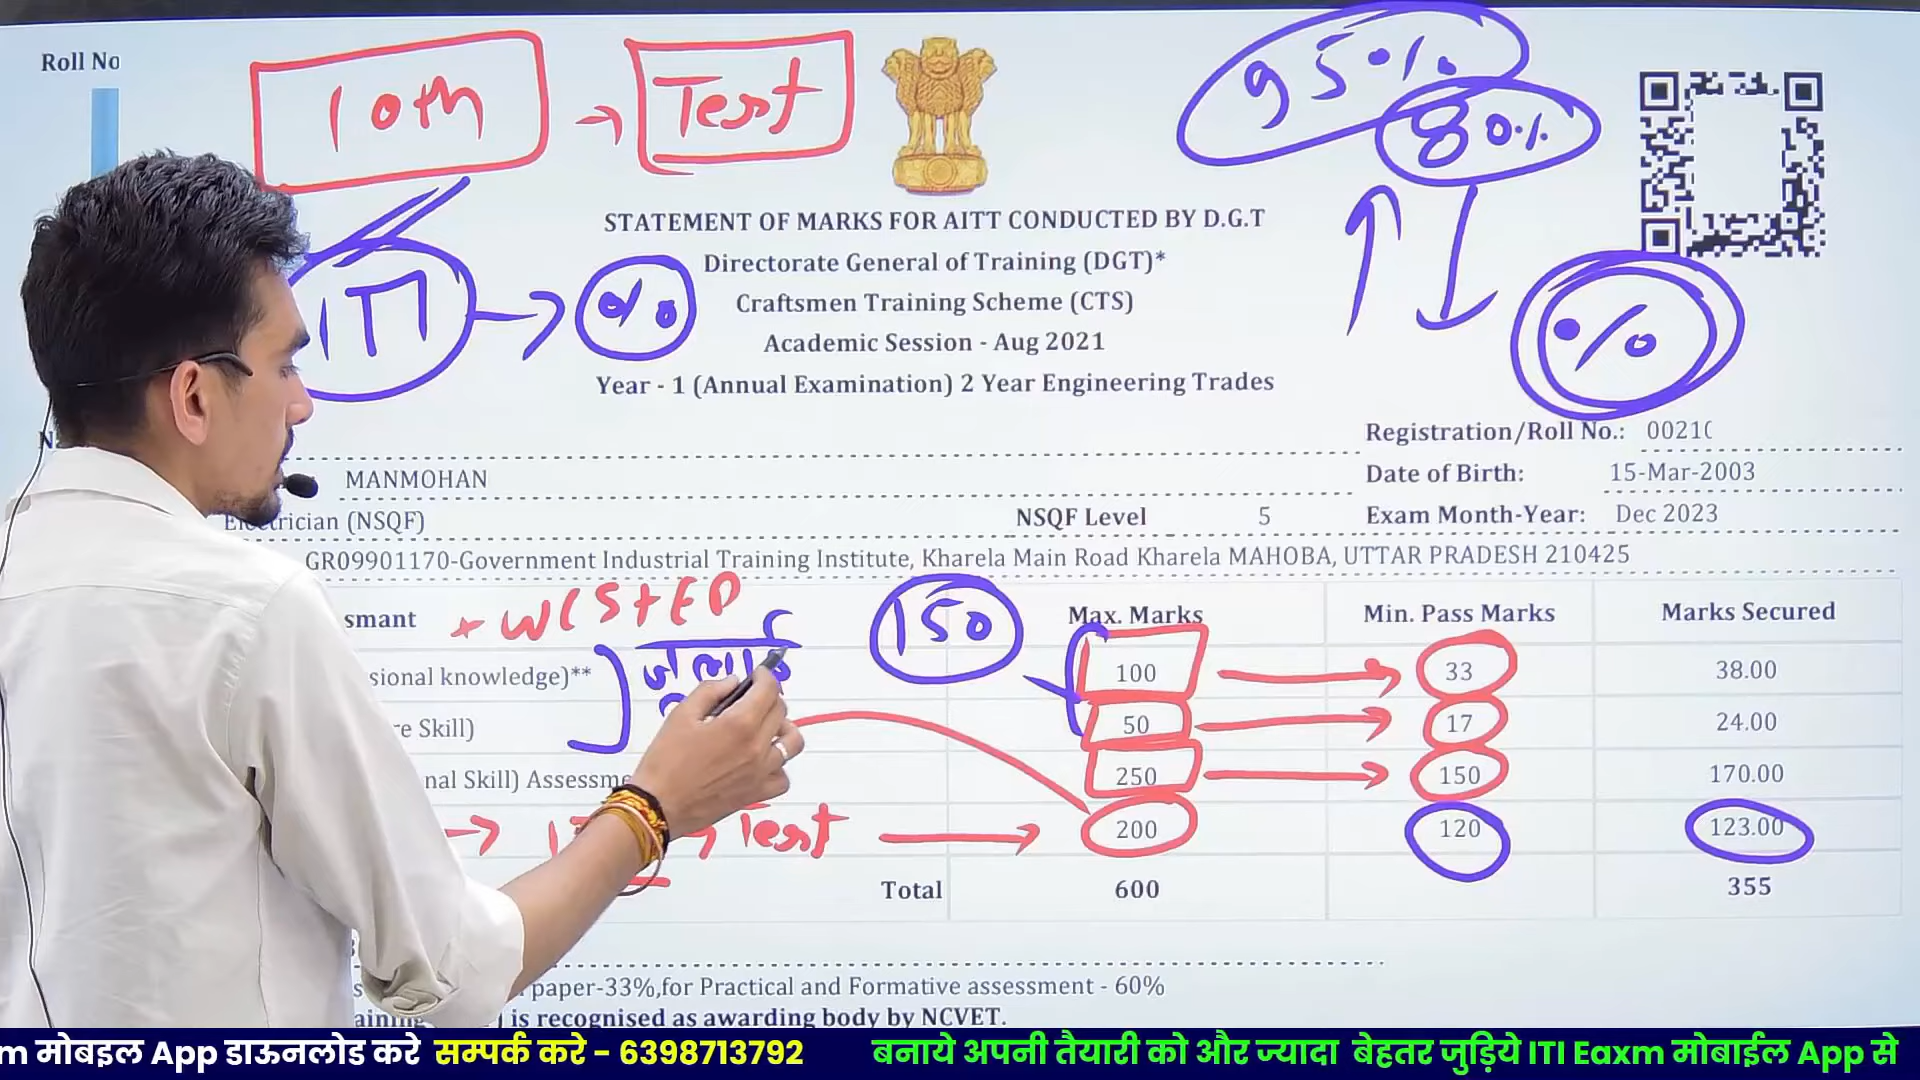 Roll No
10th → Test
95%
80%
STATEMENT OF MARKS FOR AITT CONDUCTED BY D.G.T
Directorate General of Training (DGT)*
ITI → %
Craftsmen Training Scheme (CTS)
%
Academic Session - Aug 2021
Year - 1 (Annual Examination) 2 Year Engineering Trades
Registration/Roll No.: 0021
MANMOHAN
Date of Birth: 15-Mar-2003
Electrician (NSQF) NSQF Level 5 Exam Month-Year: Dec 2023
GR09901170-Government Industrial Training Institute, Kharela Main Road Kharela MAHOBA, UTTAR PRADESH 210425
smant + WCS + ED 150 Max. Marks Min. Pass Marks Marks Secured
sional knowledge)** 100 33 38.00
re Skill) 50 17 24.00
nal Skill) Assessme 250 150 170.00
→ Test 200 120 123.00
Total 600 355
paper-33%,for Practical and Formative assessment - 60%
is recognised as awarding body by NCVET.
m मोबइल App डाऊनलोड करे सम्पर्क करे - 6398713792 बनाये अपनी तैयारी को और ज्यादा बेहतर जुड़िये ITI Eaxm मोबाईल App से